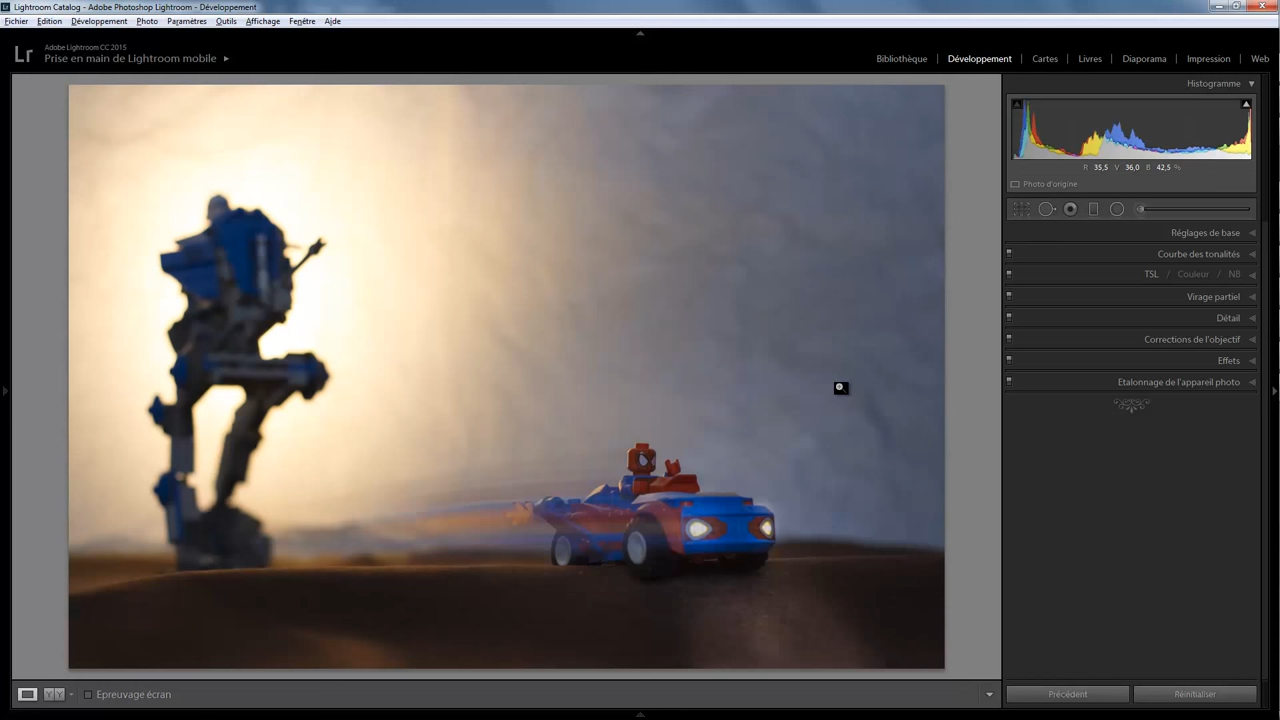 Lightroom Catalog - Adobe Photoshop Lightroom - Développement
Fichier Edition Développement Photo Paramètres Outils Affichage Fenêtre Aide
Lr
Adobe Lightroom CC 2015
Prise en main de Lightroom mobile
Bibliothèque | Développement | Cartes | Livres | Diaporama | Impression | Web
Histogramme
R 35,5 V 36,0 B 42,5 %
Photo d'origine
Réglages de base
Courbe des tonalités
TSL / Couleur / NB
Virage partiel
Détail
Corrections de l'objectif
Effets
Etalonnage de l'appareil photo
YY Epreuvage écran
Précédent Réinitialiser